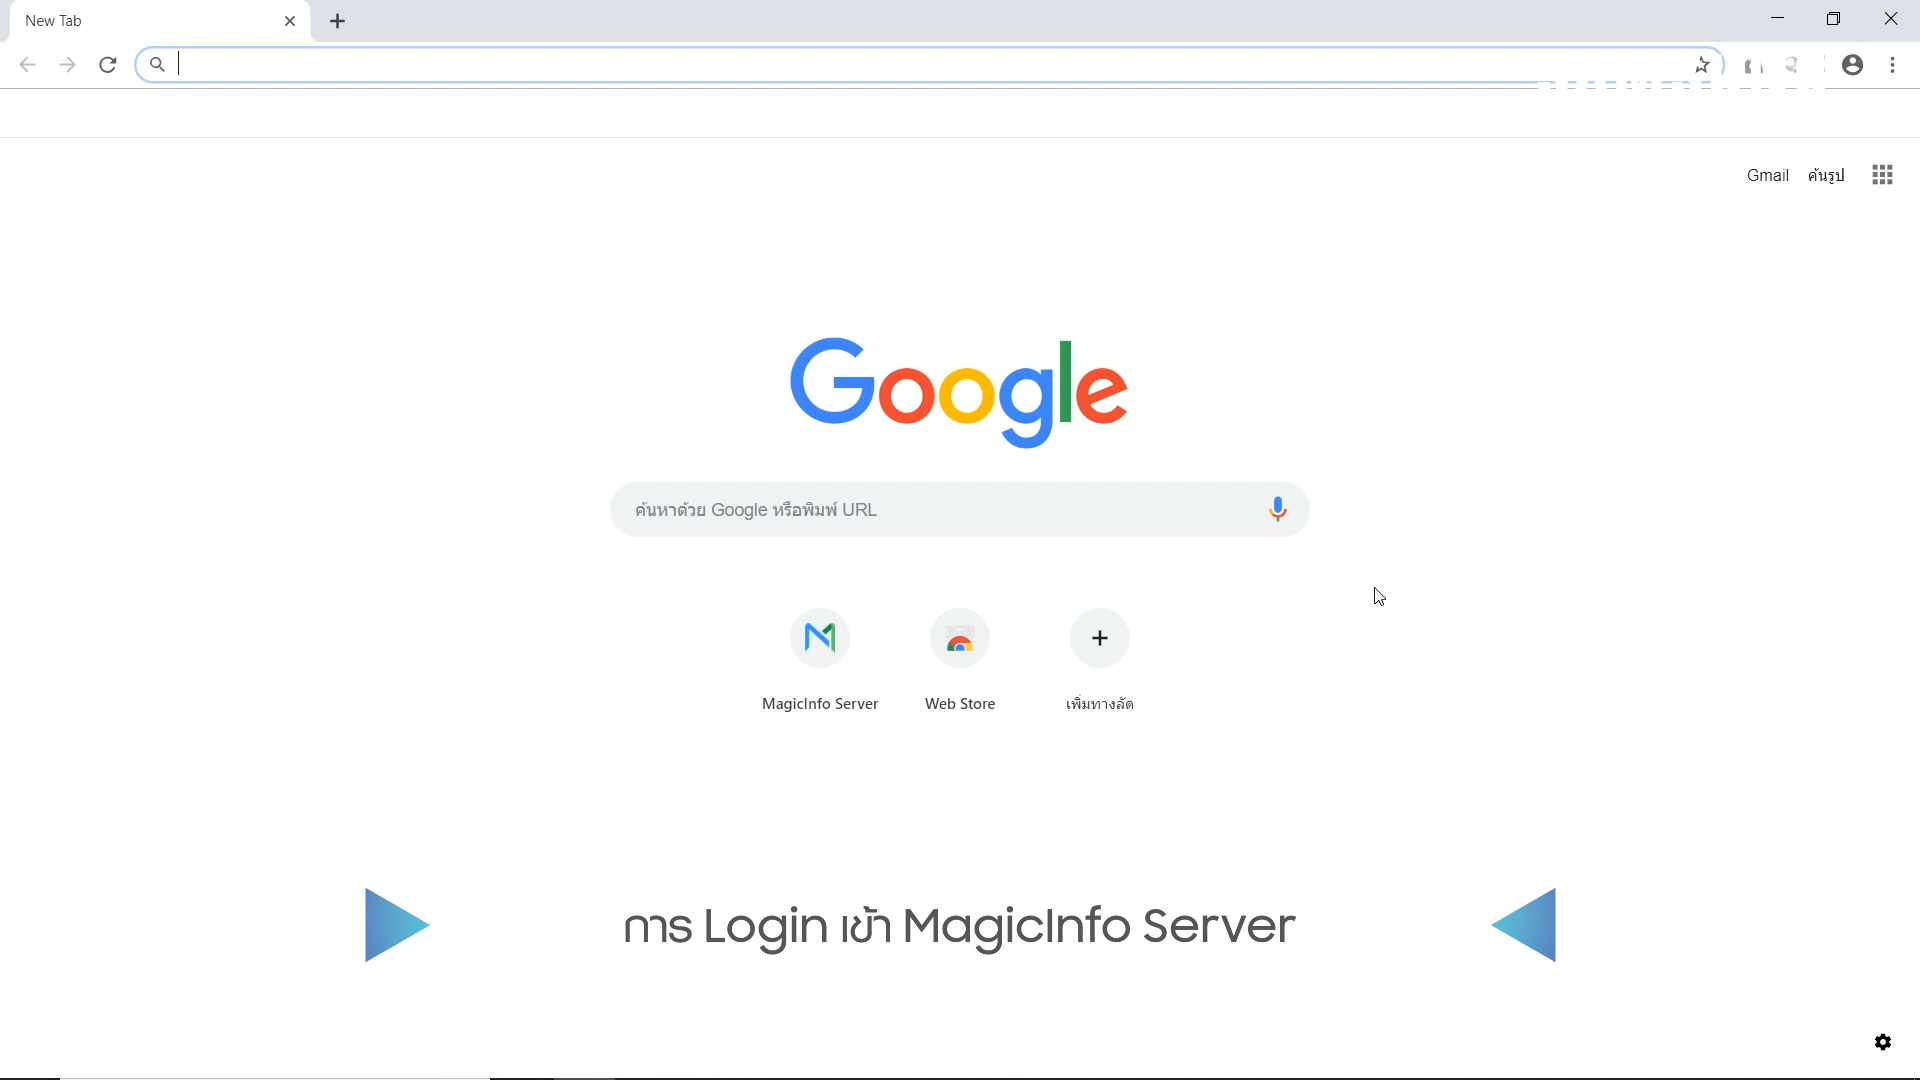 New Tab
Gmail ค้นรูป
Google
ค้นหาด้วย Google หรือพิมพ์ URL
MagicInfo Server
Web Store
เพิ่มทางลัด
การ Login เข้า MagicInfo Server